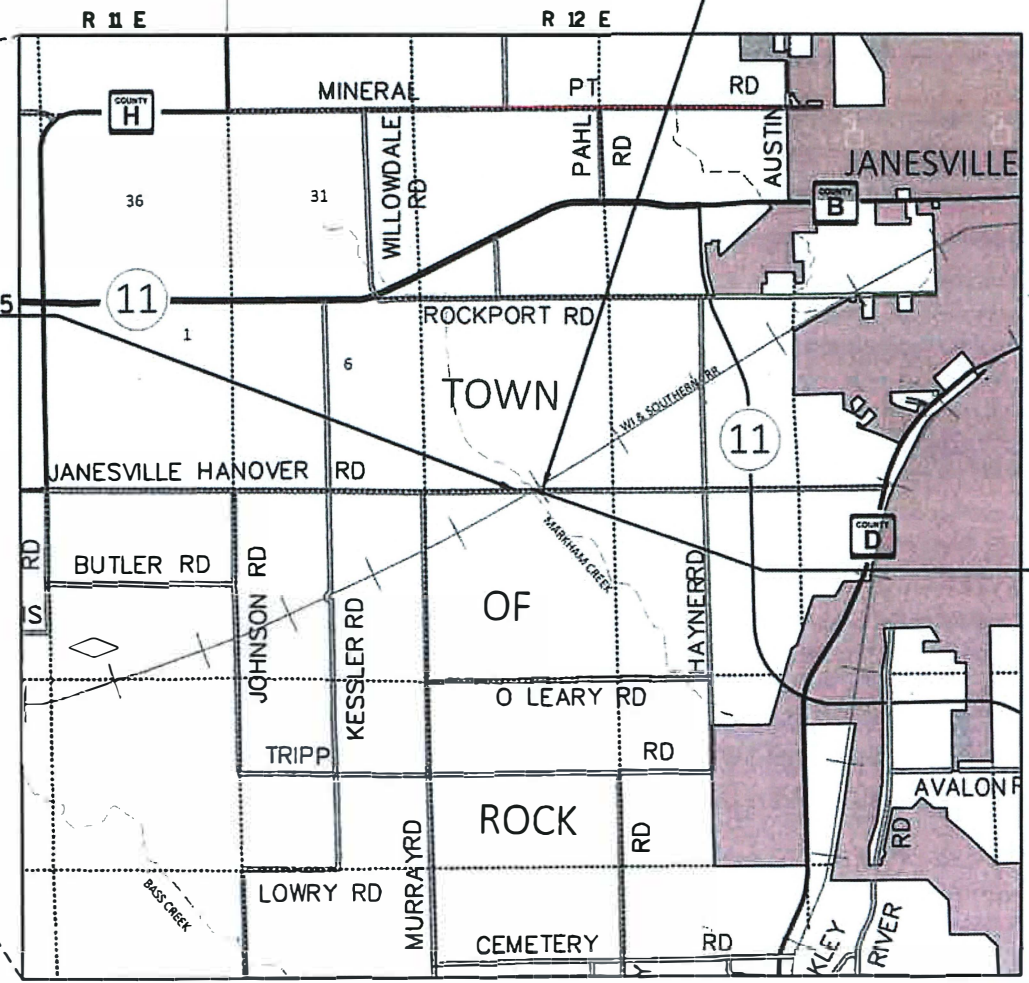 R 11 E
R 12 E
MINERAL PT RD
COUNTY
H
WILLOWDALE
RD
PAHL
RD
AUSTIN
JANESVILLE
COUNTY
B
36
31
5
11
ROCKPORT RD
1
6
TOWN
WI & SOUTHERN RR
11
JANESVILLE HANOVER RD
COUNTY
D
RD
BUTLER RD
JOHNSON RD
KESSLER RD
MARKHAM CREEK
HAYNER RD
OF
IS
O LEARY RD
TRIPP RD
AVALON
ROCK
RD
RD
MURRAY RD
LOWRY RD
BASS CREEK
CEMETERY RD
KLEY
RIVER
Y